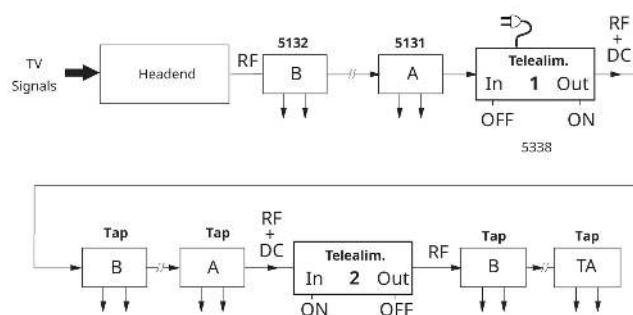 TV
Signals
Headend
RF
5132
B
5131
A
Telealim.
In 1 Out
OFF ON
5338
RF
+
DC
Tap
B
Tap
A
RF
+
DC
Telealim.
In 2 Out
ON OFF
RF
Tap
B
Tap
TA